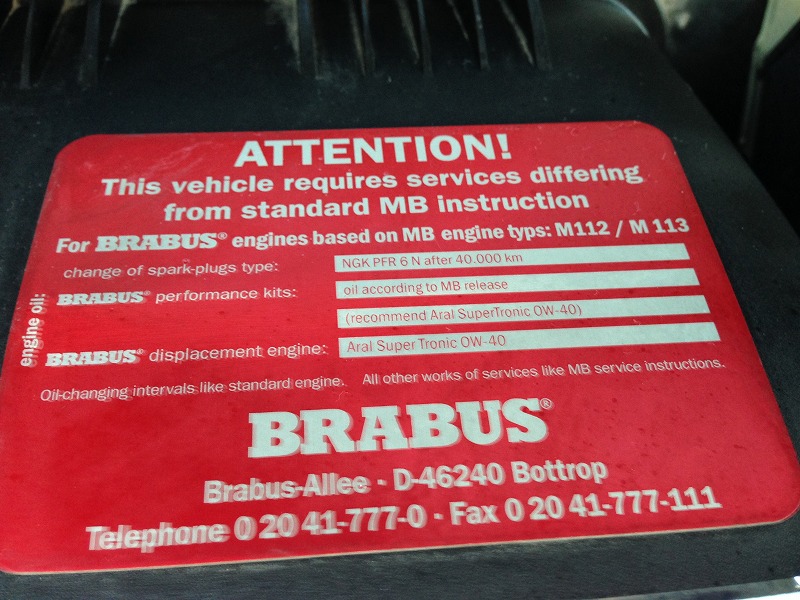 ATTENTION!
This vehicle requires services differing
from standard MB instruction
For BRABUS® engines based on MB engine typs: M112 / M 113
change of spark-plugs type: NGK PFR 6 N after 40.000 km
engine oil:
BRABUS® performance kits: oil according to MB release
(recommend Aral SuperTronic OW-40)
BRABUS® displacement engine: Aral Super Tronic OW-40
Oil-changing intervals like standard engine. All other works of services like MB service instructions.
BRABUS®
Brabus-Allee · D-46240 Bottrop
Telephone 0 20 41-777-0 · Fax 0 20 41-777-111